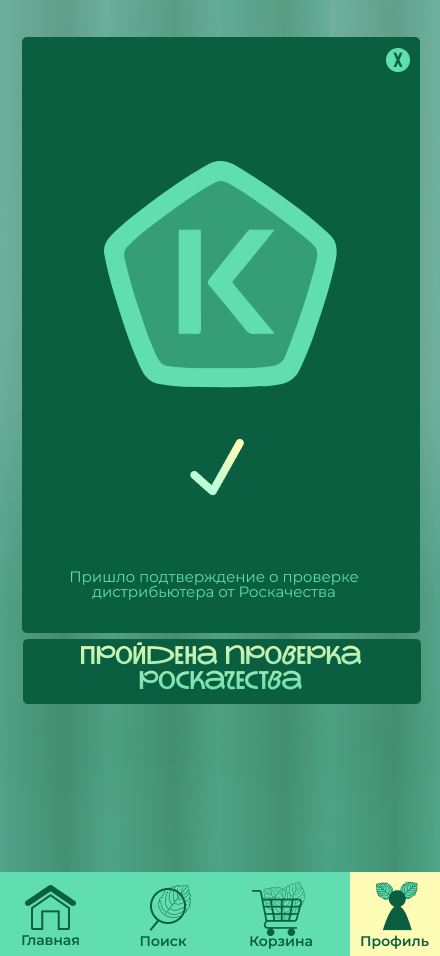 X
K
Пришло подтверждение о проверке
дистрибьютера от Роскачества
ПРОЙДЕНА ПРОВЕРКА
РОСКАЧЕСТВА
Главная
Поиск
Корзина
Профиль